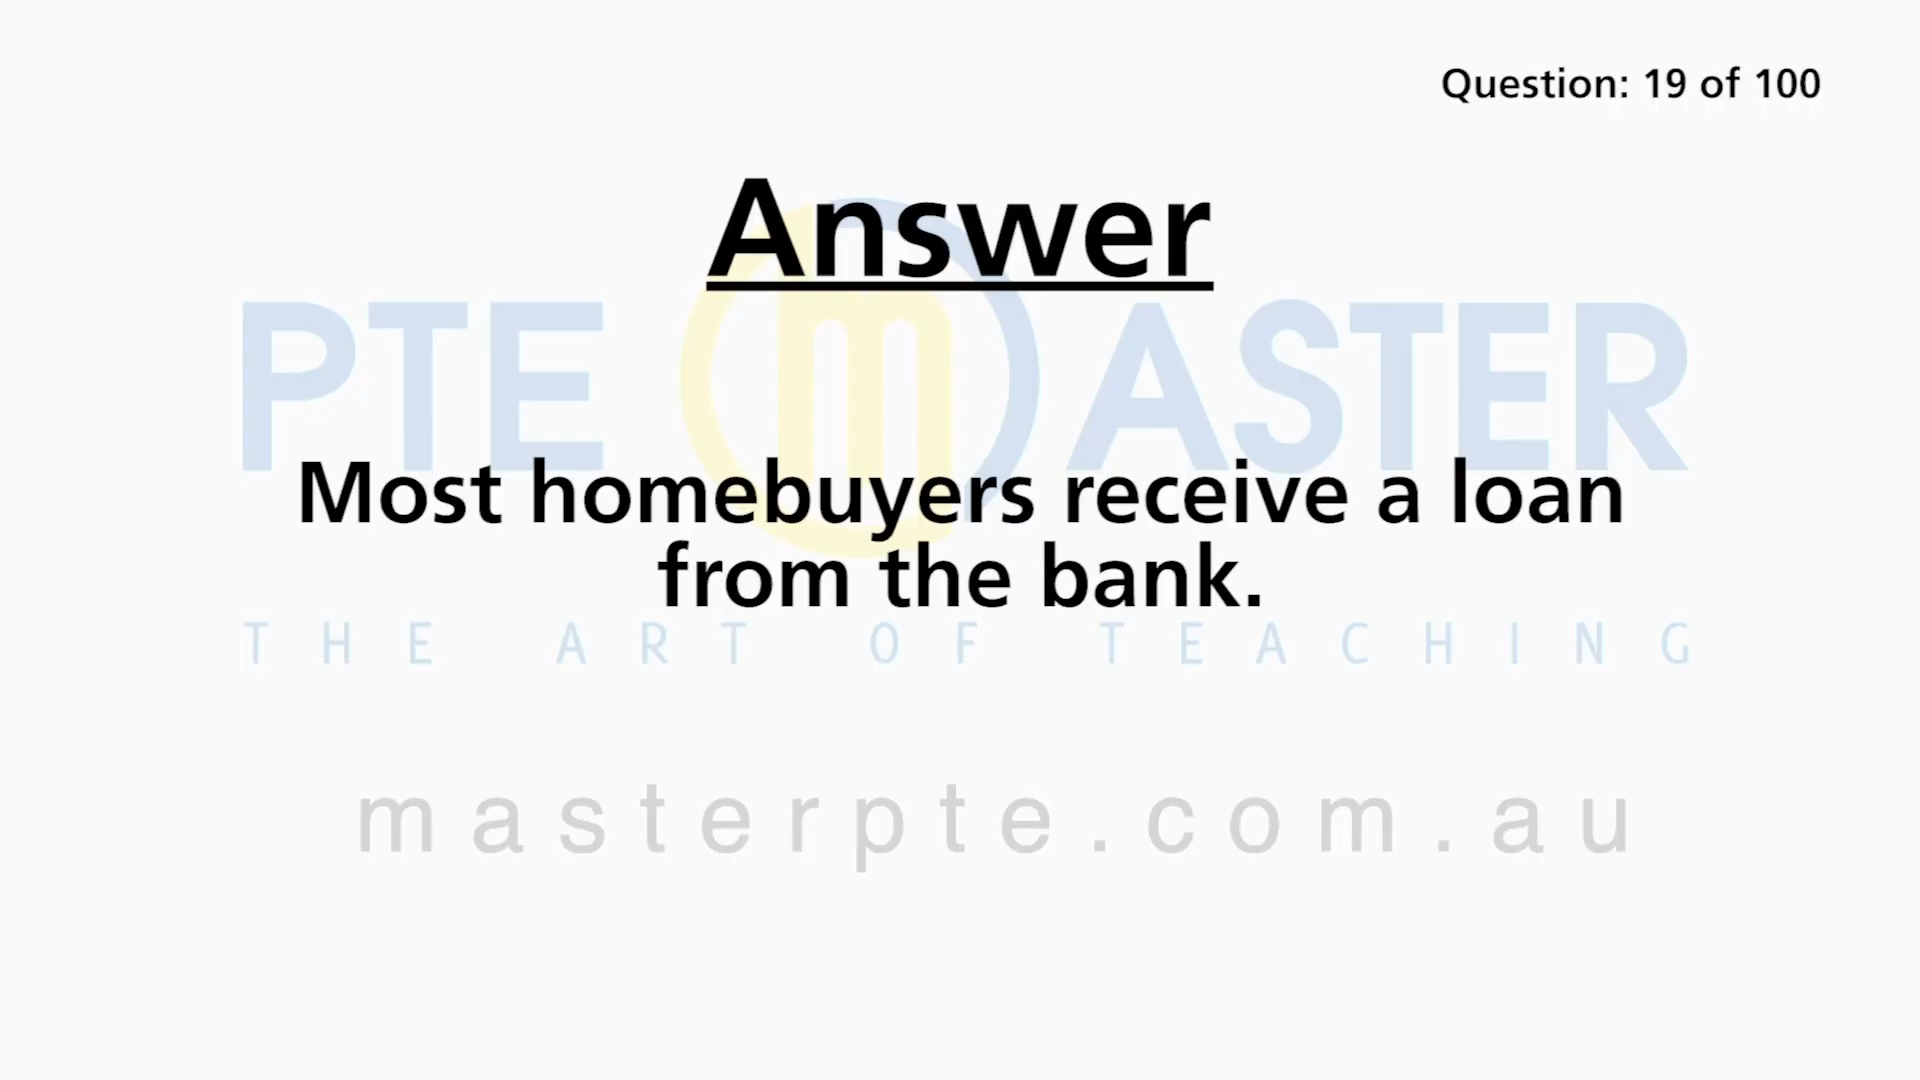 Question: 19 of 100
Answer
PTE m ASTER
Most homebuyers receive a loan
from the bank.
THE ART OF TEACHING
masterpte.com.au